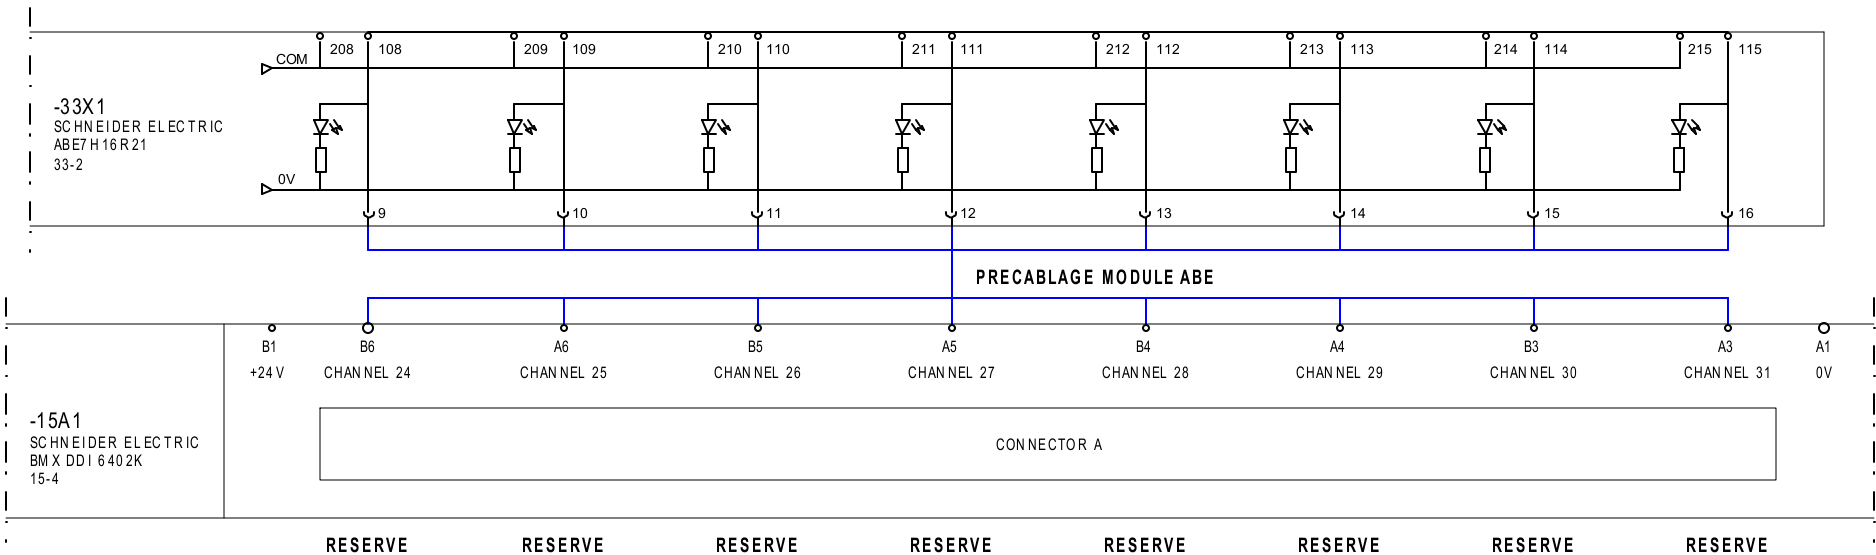 208 108 209 109 210 110 211 111 212 112 213 113 214 114 215 115
COM
-33X1
SCHNEIDER ELECTRIC
ABE7H16R21
33-2
0V
9 10 11 12 13 14 15 16
PRECABLAGE MODULE ABE
B1 B6 A6 B5 A5 B4 A4 B3 A3 A1
+24V CHANNEL 24 CHANNEL 25 CHANNEL 26 CHANNEL 27 CHANNEL 28 CHANNEL 29 CHANNEL 30 CHANNEL 31 0V
-15A1
SCHNEIDER ELECTRIC
BMX DDI 6402K
15-4
CONNECTOR A
RESERVE RESERVE RESERVE RESERVE RESERVE RESERVE RESERVE RESERVE